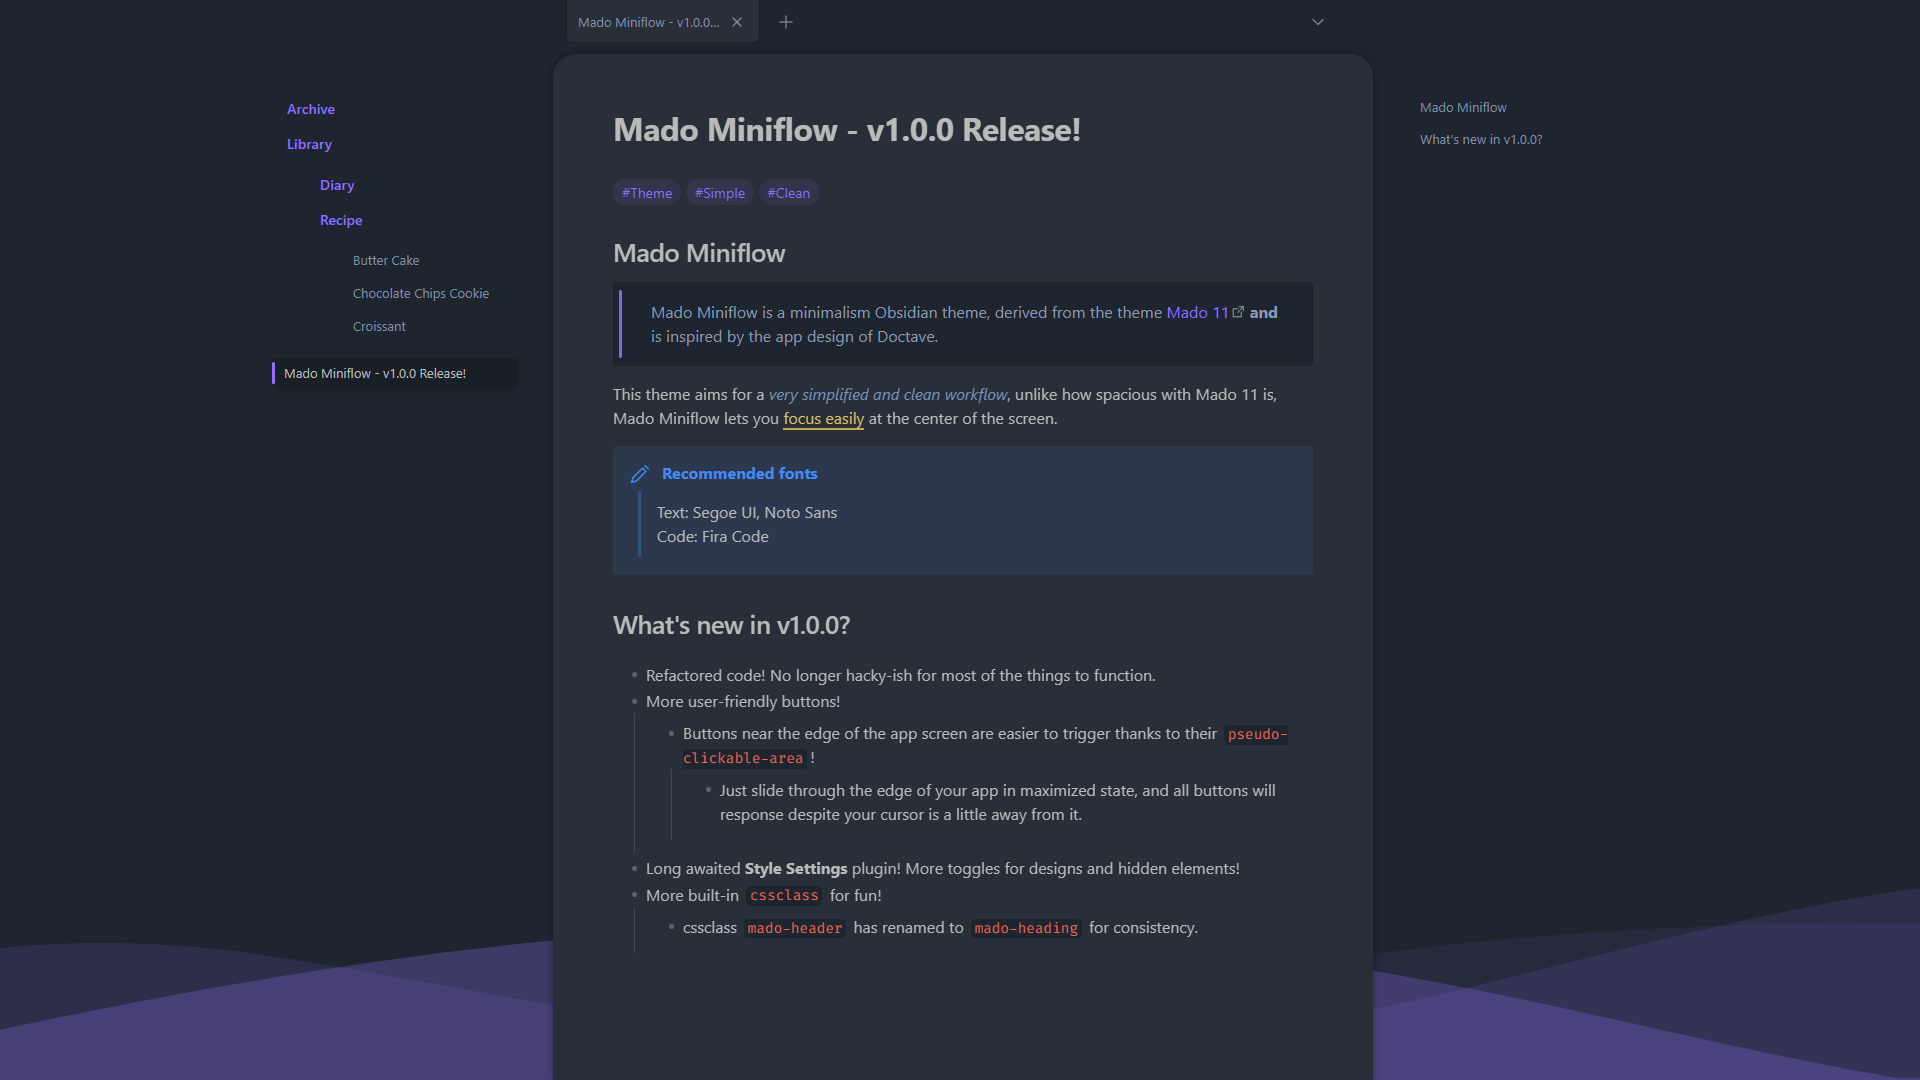 Mado Miniflow - v1.0.0...
Archive
Library
Diary
Recipe
Butter Cake
Chocolate Chips Cookie
Croissant
Mado Miniflow - v1.0.0 Release!
Mado Miniflow - v1.0.0 Release!
#Theme #Simple #Clean
Mado Miniflow
Mado Miniflow is a minimalism Obsidian theme, derived from the theme Mado 11 and
is inspired by the app design of Doctave.
This theme aims for a very simplified and clean workflow, unlike how spacious with Mado 11 is,
Mado Miniflow lets you focus easily at the center of the screen.
Recommended fonts
Text: Segoe UI, Noto Sans
Code: Fira Code
What's new in v1.0.0?
Refactored code! No longer hacky-ish for most of the things to function.
More user-friendly buttons!
Buttons near the edge of the app screen are easier to trigger thanks to their pseudo-
clickable-area !
Just slide through the edge of your app in maximized state, and all buttons will
response despite your cursor is a little away from it.
Long awaited Style Settings plugin! More toggles for designs and hidden elements!
More built-in cssclass for fun!
cssclass mado-header has renamed to mado-heading for consistency.
Mado Miniflow
What's new in v1.0.0?